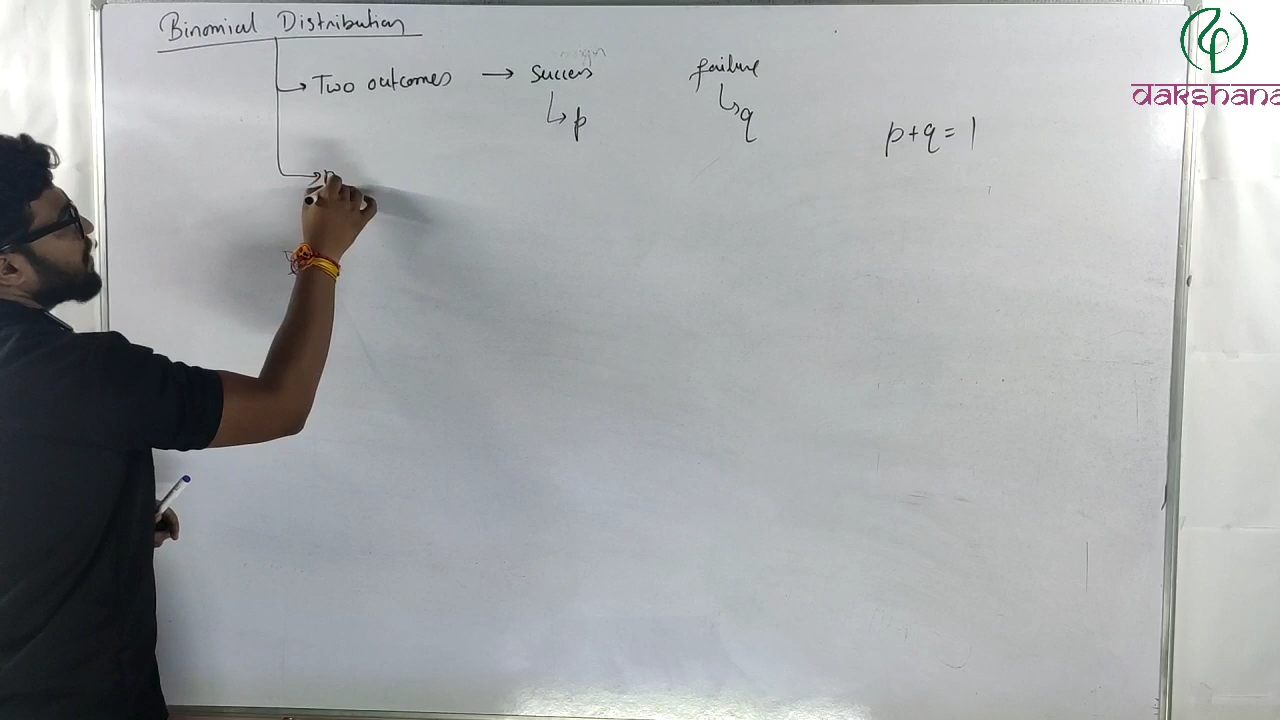 Binomial Distribution
→ Two outcomes → Success failure
↳ p ↳ q
p+q = 1
→ n
dakshana